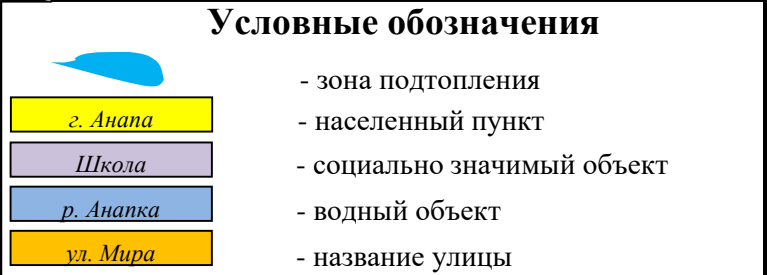 Условные обозначения
- зона подтопления
г. Анапа - населенный пункт
Школа - социально значимый объект
р. Анапка - водный объект
ул. Мира - название улицы